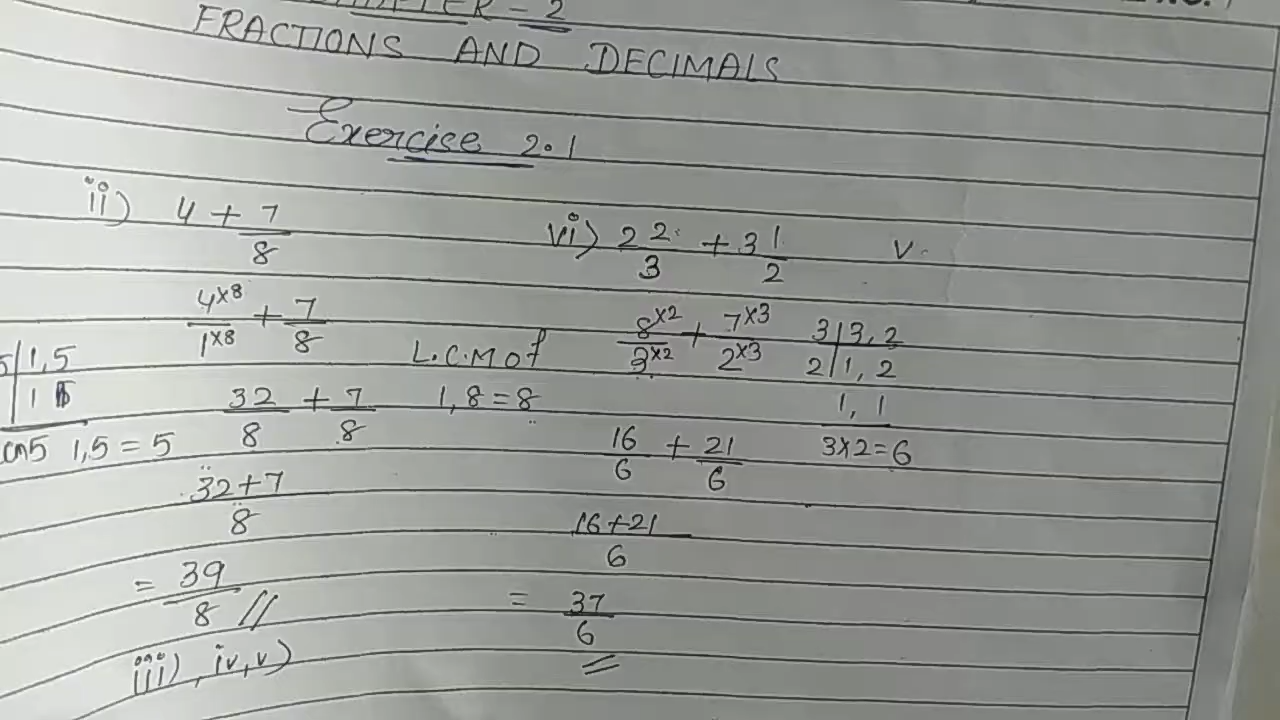 CHAPTER - 2
FRACTIONS AND DECIMALS
Exercise 2.1
ii) 4 + 7/8
4×8/1×8 + 7/8
L.C.M of
1,8 = 8
32/8 + 7/8
32+7/8
= 39/8 //
iii), iv, v)
5|1,5
|1
1,5 = 5
vi) 2 2/3 + 3 1/2
v.
8×2/3×2 + 7×3/2×3
3|3, 2
2|1, 2
1, 1
3×2=6
16/6 + 21/6
16+21/6
= 37/6